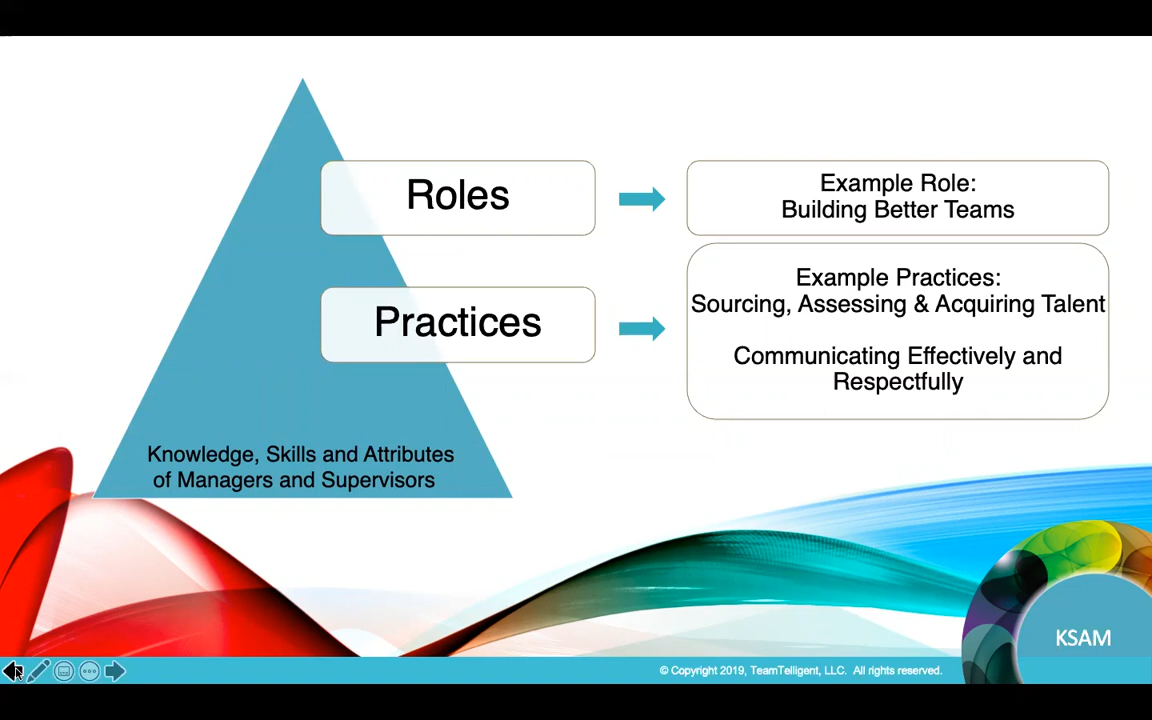 Roles
Example Role:
Building Better Teams
Practices
Example Practices:
Sourcing, Assessing & Acquiring Talent
Communicating Effectively and
Respectfully
Knowledge, Skills and Attributes
of Managers and Supervisors
KSAM
© Copyright 2019, TeamTelligent, LLC. All rights reserved.